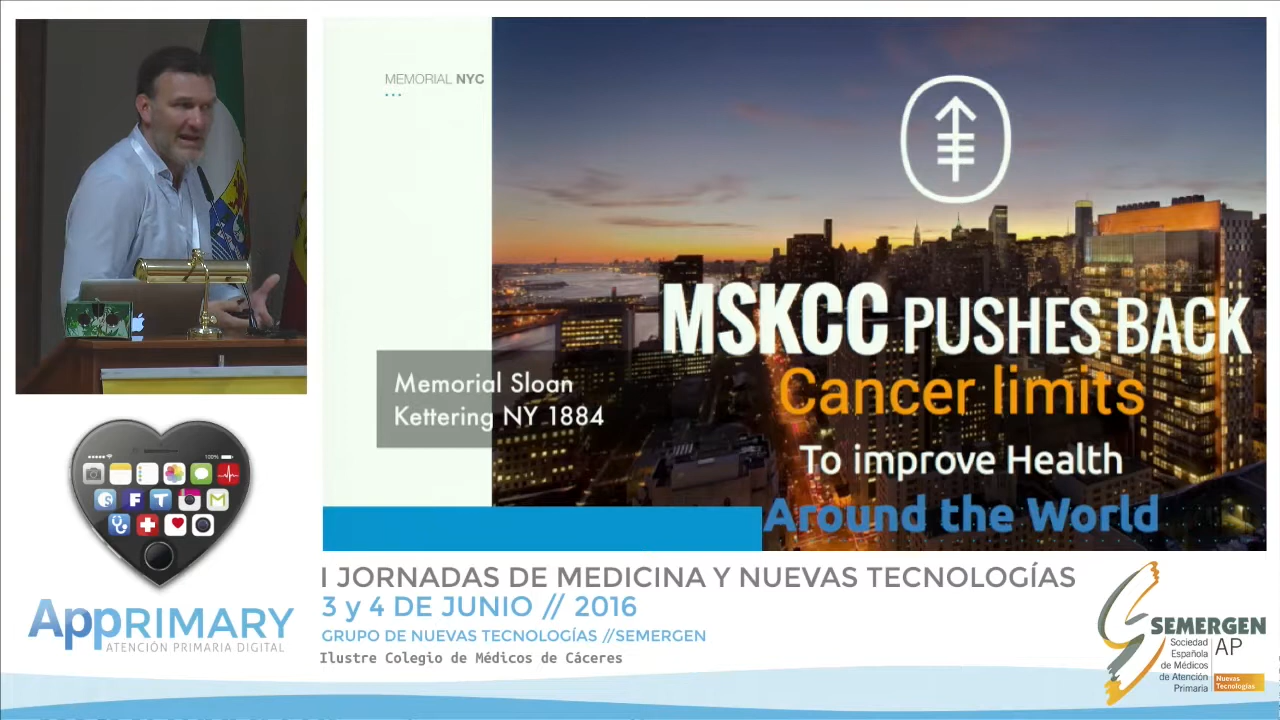 MEMORIAL NYC
MSKCC PUSHES BACK
Cancer limits
To improve Health
Around the World
Memorial Sloan
Kettering NY 1884
100%
AppRIMARY
ATENCIÓN PRIMARIA DIGITAL
I JORNADAS DE MEDICINA Y NUEVAS TECNOLOGÍAS
3 y 4 DE JUNIO // 2016
GRUPO DE NUEVAS TECNOLOGÍAS //SEMERGEN
Ilustre Colegio de Médicos de Cáceres
SEMERGEN
Sociedad
Española
de Médicos
de Atención
Primaria
AP
Nuevas
Tecnologías